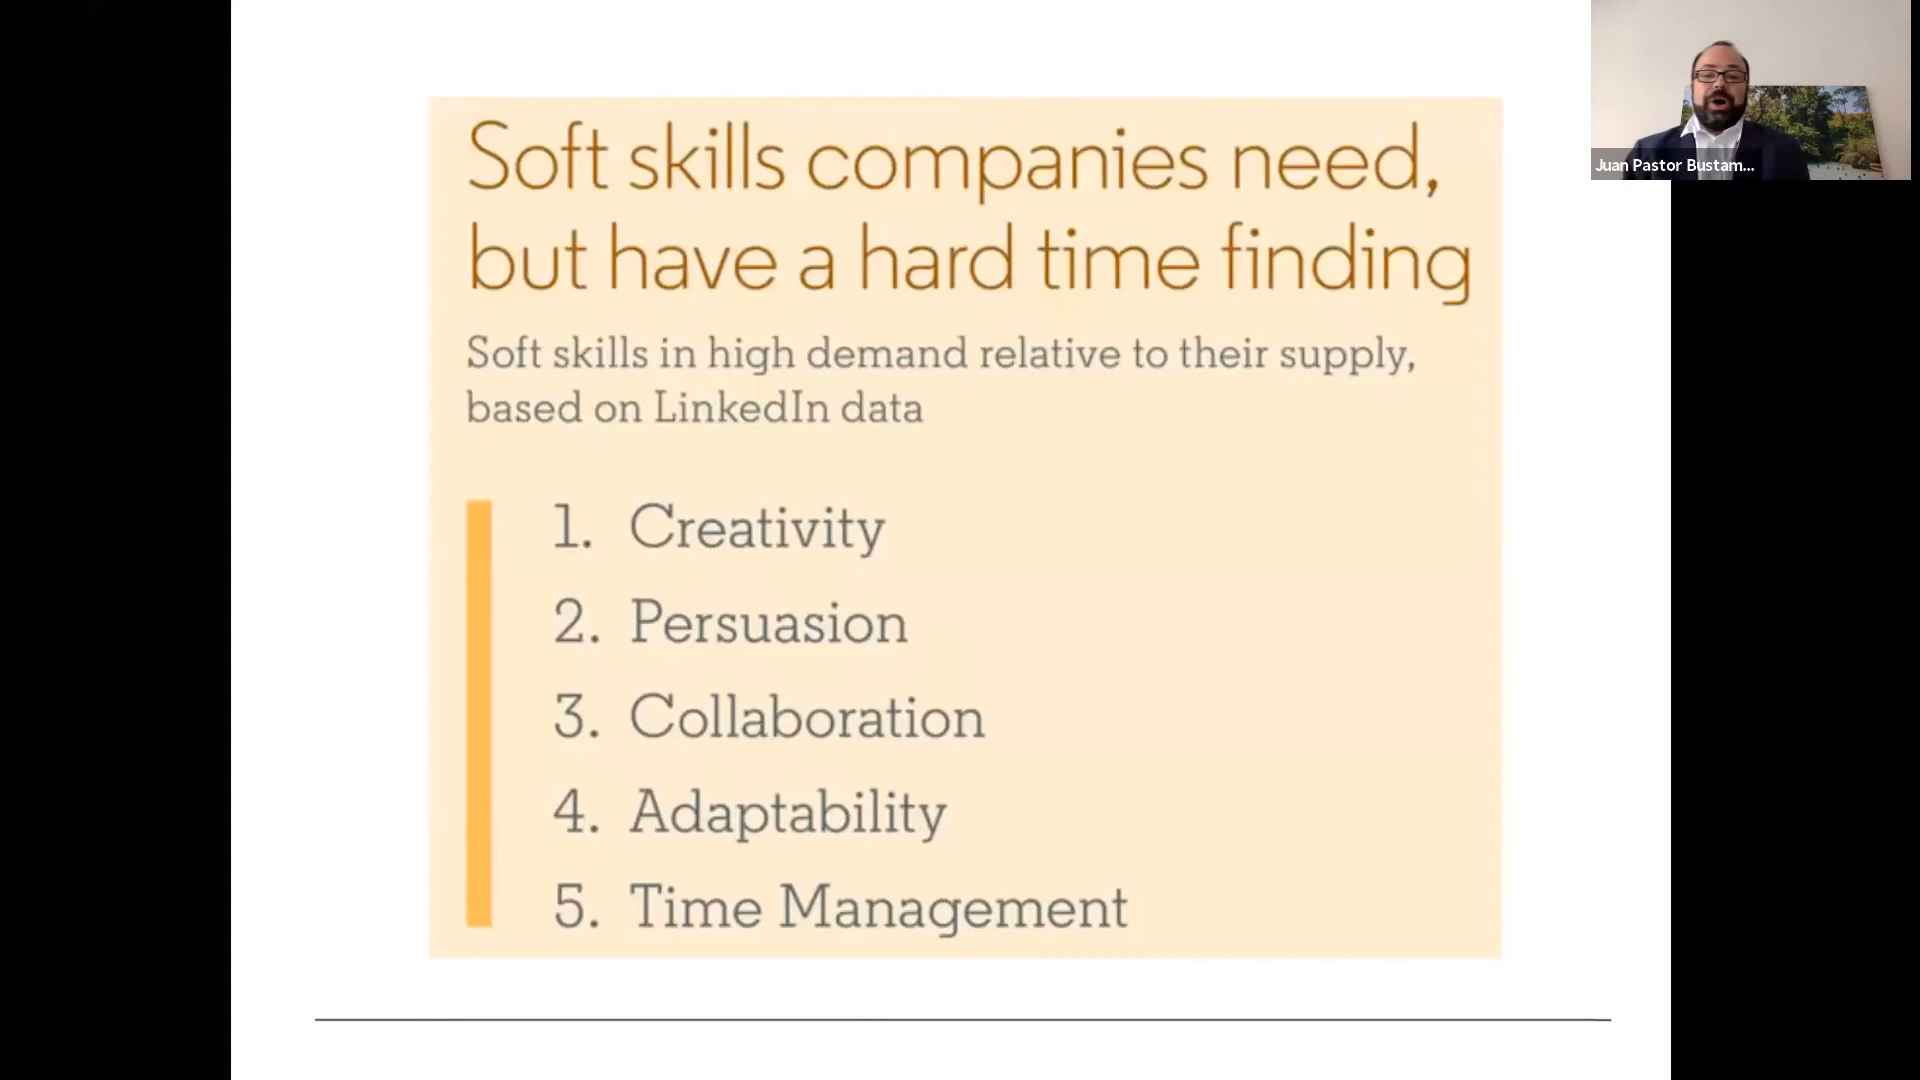 Soft skills companies need,
but have a hard time finding
Soft skills in high demand relative to their supply,
based on LinkedIn data
1. Creativity
2. Persuasion
3. Collaboration
4. Adaptability
5. Time Management
Juan Pastor Bustam...